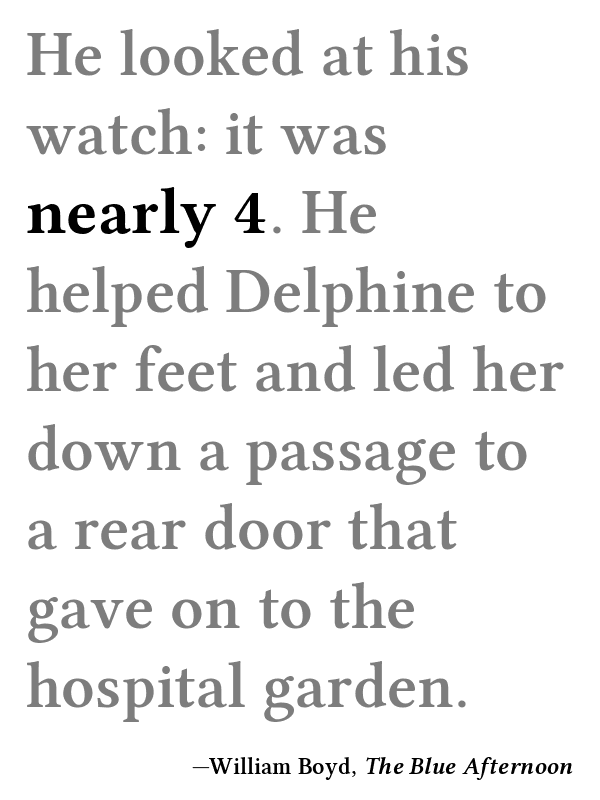 He looked at his
watch: it was
nearly 4. He
helped Delphine to
her feet and led her
down a passage to
a rear door that
gave on to the
hospital garden.
—William Boyd, The Blue Afternoon